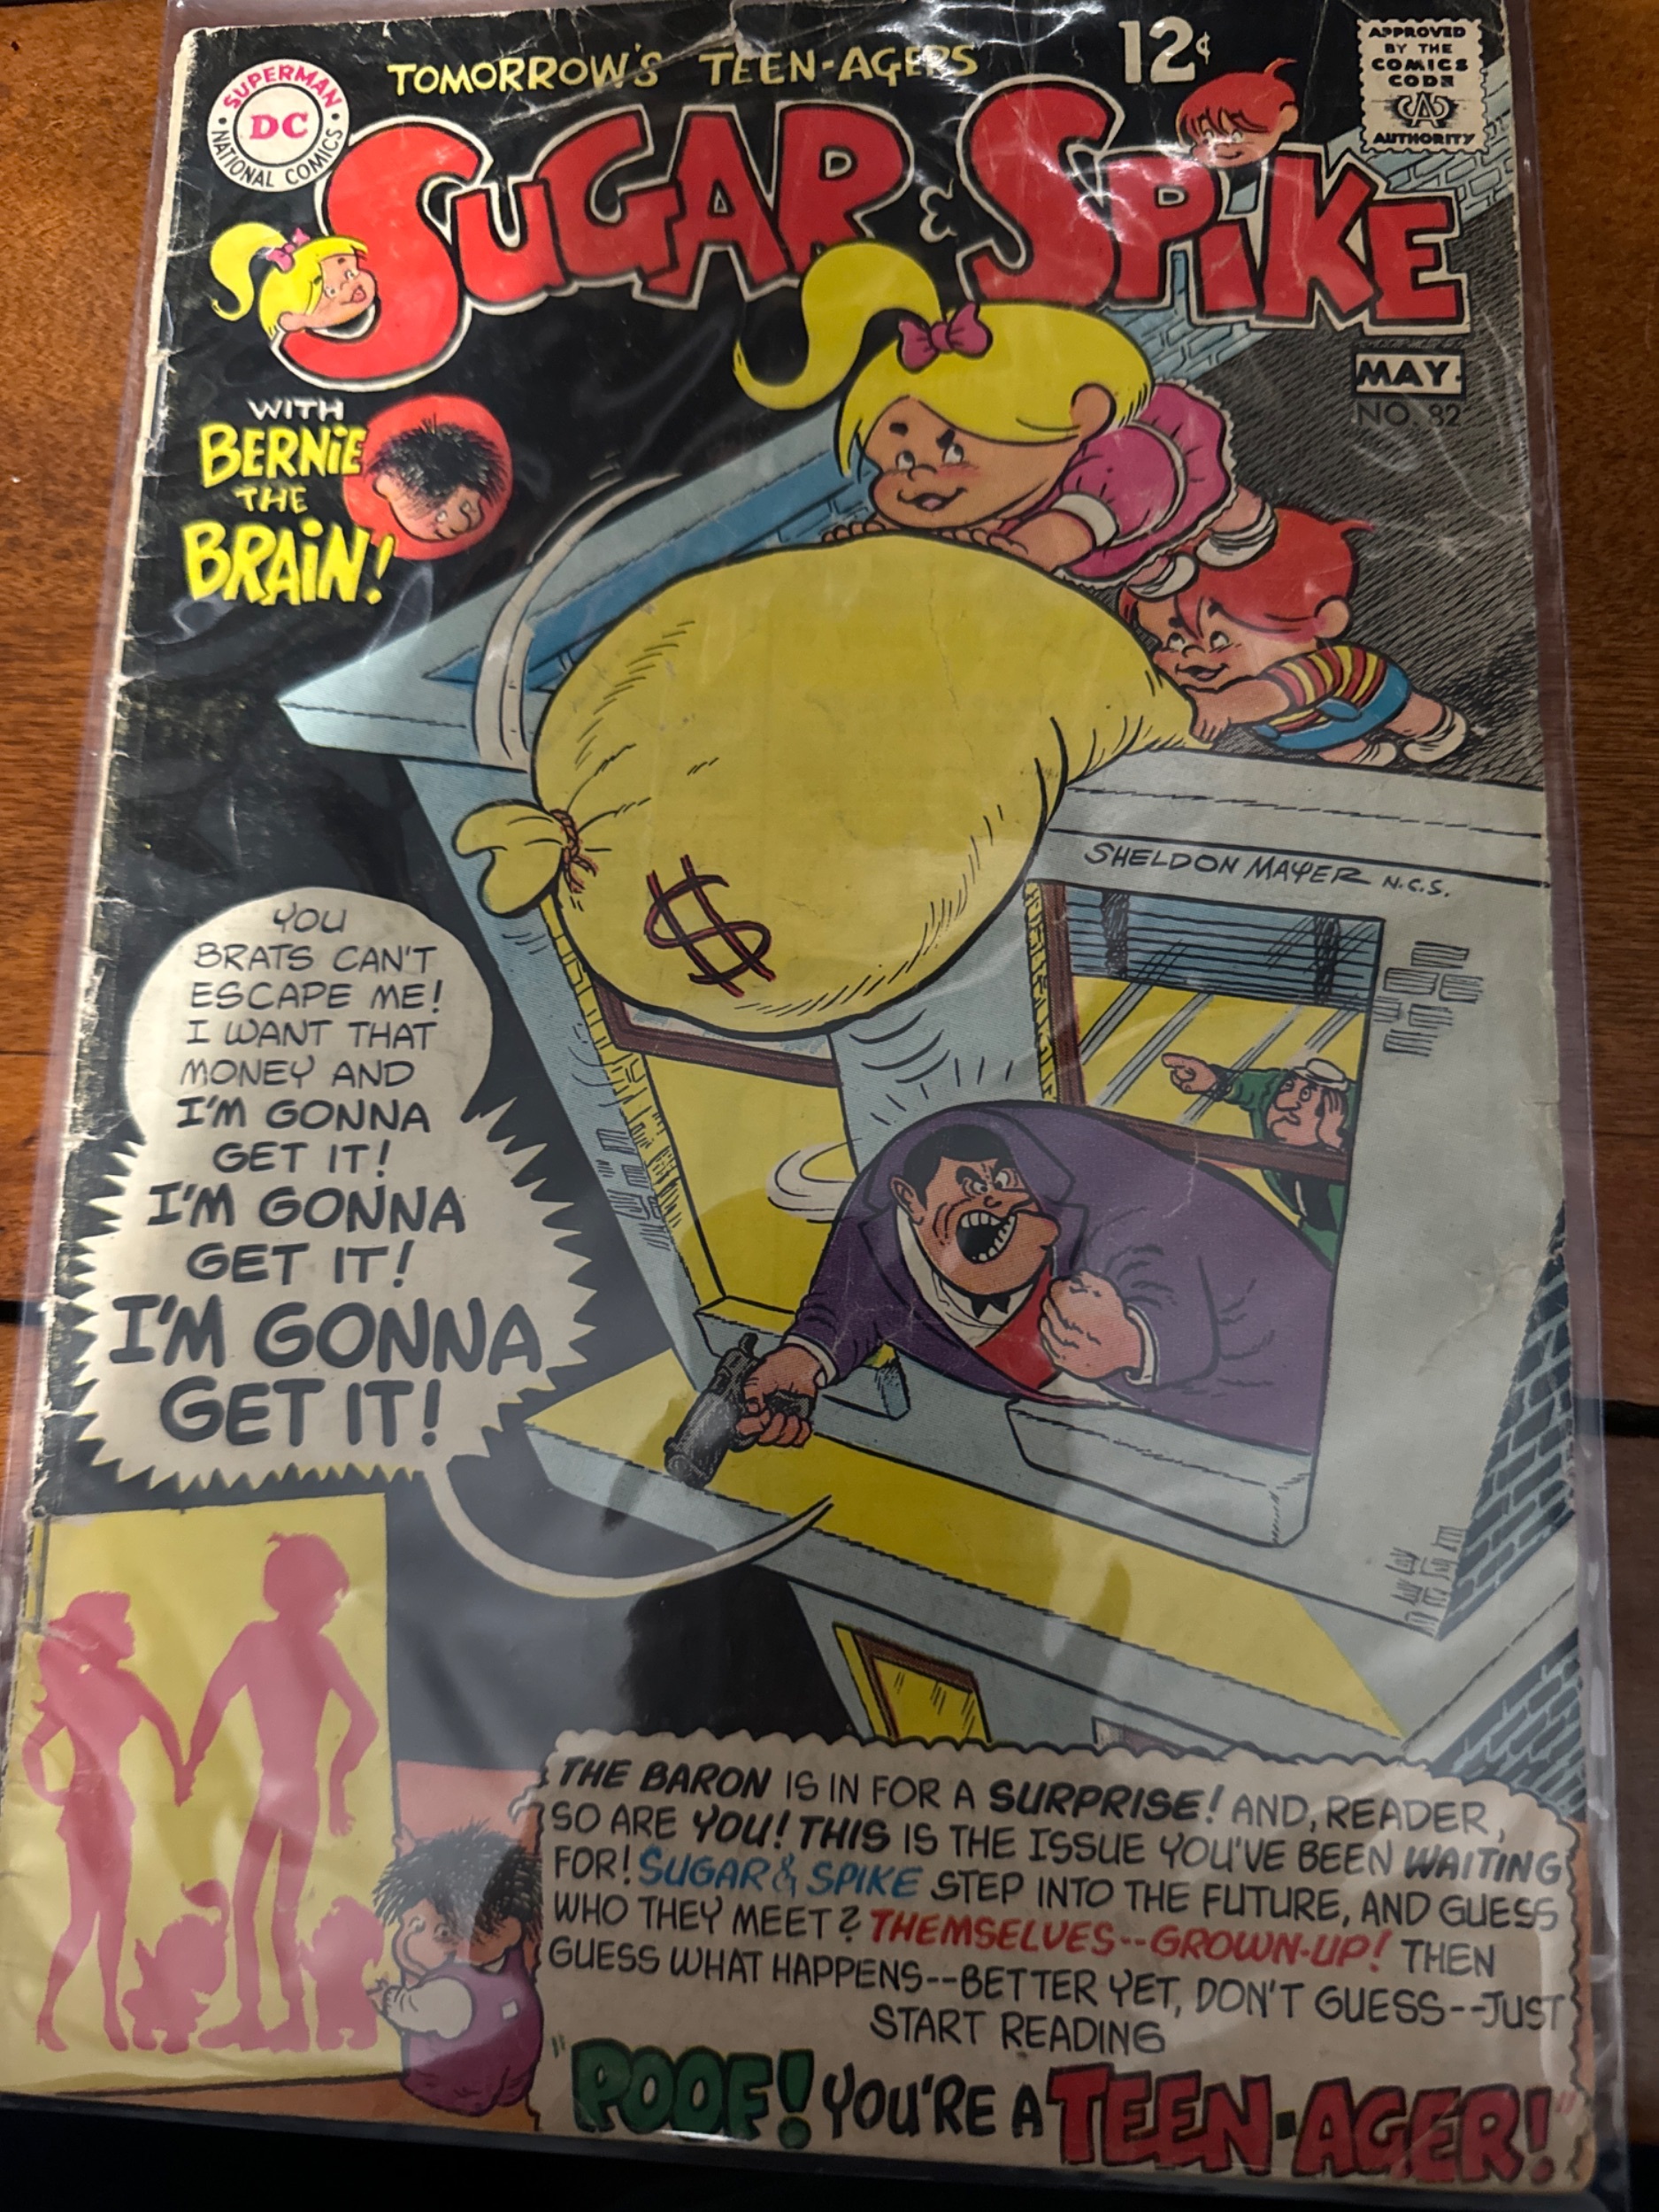 TOMORROW'S TEEN-AGERS
12¢
APPROVED
BY THE
COMICS
CODE
CA
AUTHORITY
SUPERMAN
DC
NATIONAL COMICS
SUGAR & SPIKE
MAY.
NO. 82
WITH
BERNIE
THE
BRAIN!
SHELDON MAYER N.C.S.
$
YOU
BRATS CAN'T
ESCAPE ME!
I WANT THAT
MONEY AND
I'M GONNA
GET IT!
I'M GONNA
GET IT!
I'M GONNA
GET IT!
THE BARON IS IN FOR A SURPRISE! AND, READER,
SO ARE YOU! THIS IS THE ISSUE YOU'VE BEEN WAITING
FOR! SUGAR & SPIKE STEP INTO THE FUTURE, AND GUESS
WHO THEY MEET? THEMSELVES--GROWN-UP! THEN
GUESS WHAT HAPPENS--BETTER YET, DON'T GUESS--JUST
START READING
"POOF! YOU'RE A TEEN-AGER!"